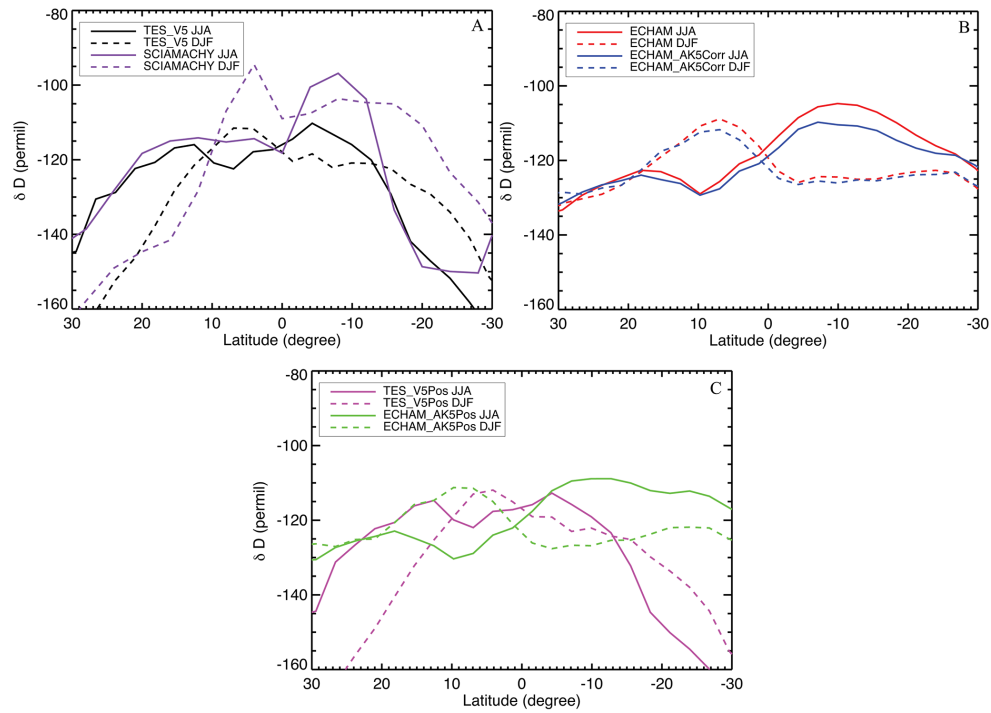 A
TES_V5 JJA
TES_V5 DJF
SCIAMACHY JJA
SCIAMACHY DJF
-80
-100
-120
-140
-160
δ D (permil)
30 20 10 0 -10 -20 -30
Latitude (degree)
B
ECHAM JJA
ECHAM DJF
ECHAM_AK5Corr JJA
ECHAM_AK5Corr DJF
-80
-100
-120
-140
-160
δ D (permil)
30 20 10 0 -10 -20 -30
Latitude (degree)
C
TES_V5Pos JJA
TES_V5Pos DJF
ECHAM_AK5Pos JJA
ECHAM_AK5Pos DJF
-80
-100
-120
-140
-160
δ D (permil)
30 20 10 0 -10 -20 -30
Latitude (degree)